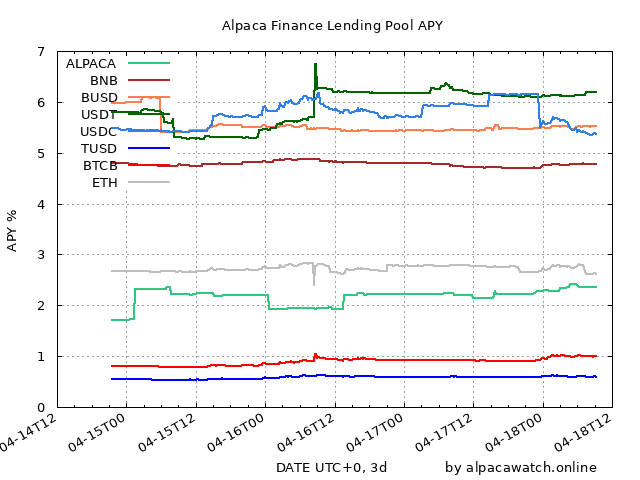 Alpaca Finance Lending Pool APY
7
6
5
4
3
2
1
0
APY %
ALPACA
BNB
BUSD
USDT
USDC
TUSD
BTCB
ETH
04-14T12
04-15T00
04-15T12
04-16T00
04-16T12
04-17T00
04-17T12
04-18T00
04-18T12
DATE UTC+0, 3d
by alpacawatch.online